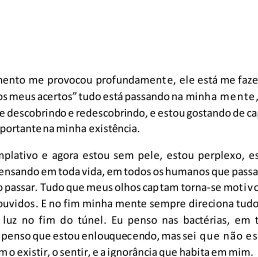 mento me provocou profundamente, ele está me faze
os meus acertos” tudo está passando na minha mente,
e descobrindo e redescobrindo, e estou gostando de ca
portante na minha existência.
mplativo e agora estou sem pele, estou perplexo, es
ensando em toda vida, em todos os humanos que passa
o passar. Tudo que meus olhos captam torna-se motivo
ouvidos. E no fim minha mente sempre direciona tudo
luz no fim do túnel. Eu penso nas bactérias, em t
penso que estou enlouquecendo, mas sei que não es
m o existir, o sentir, e a ignorância que habita em mim.